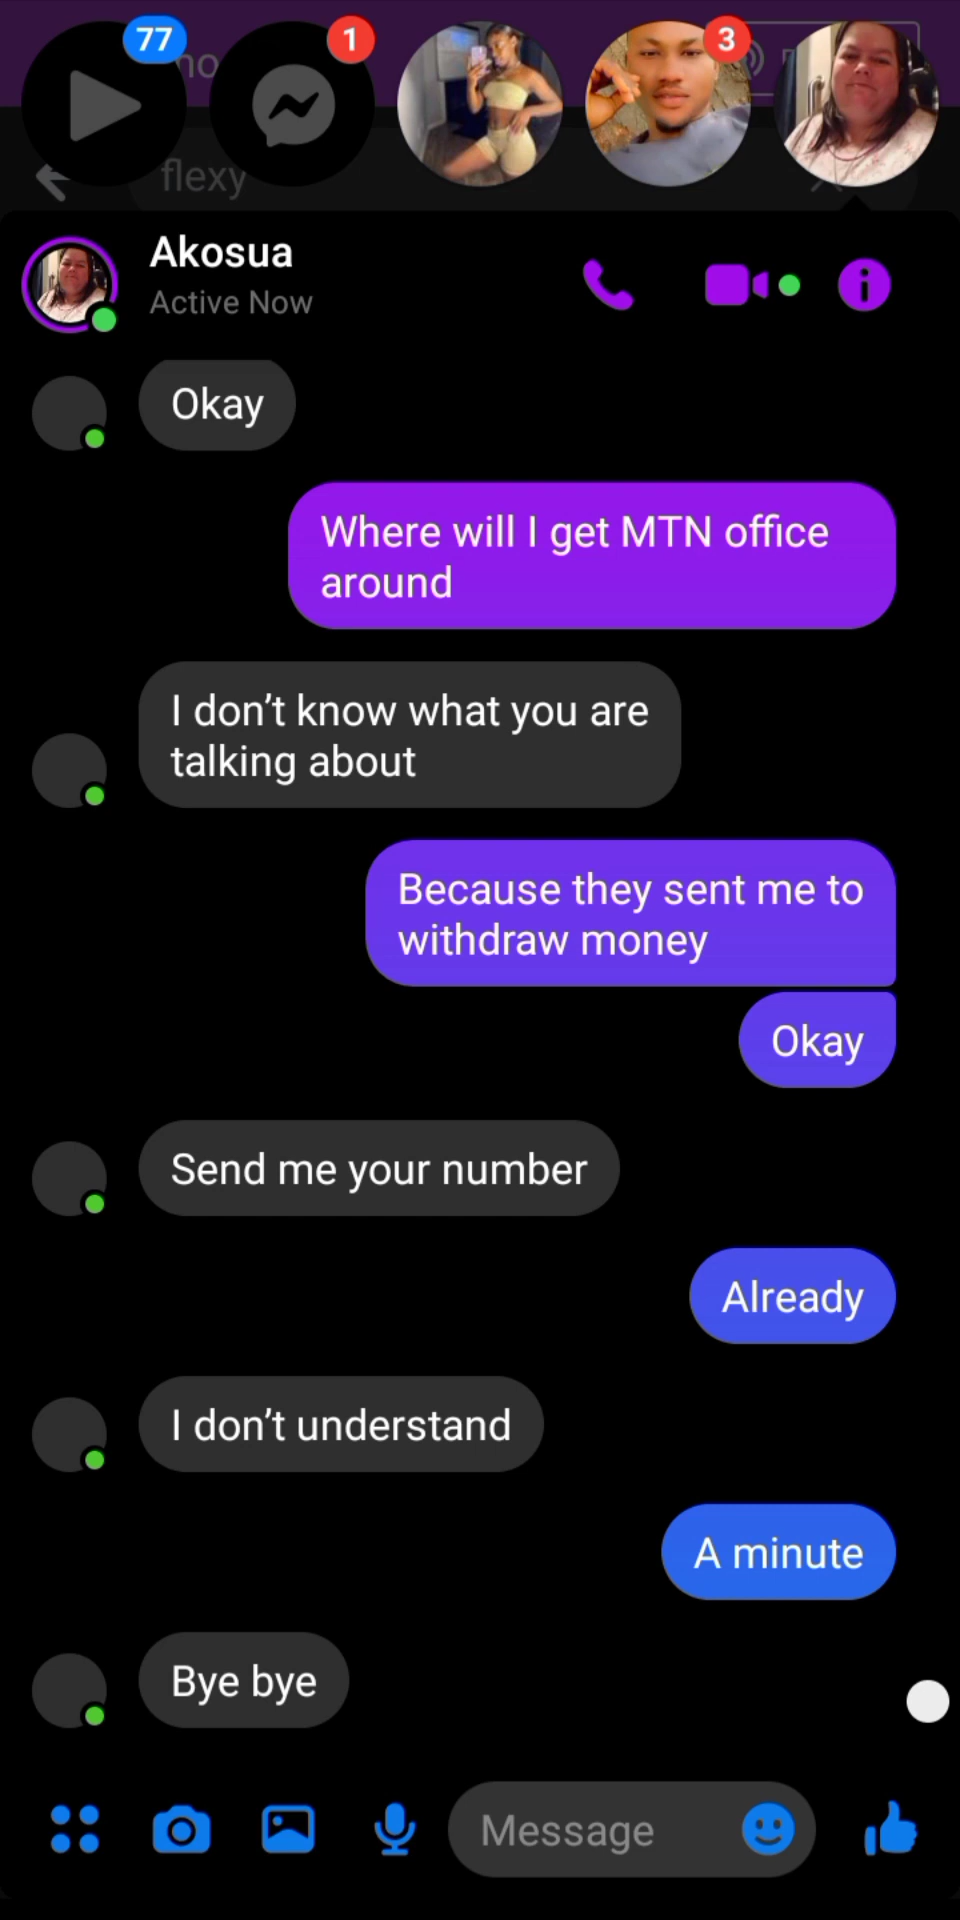 77
1
3
flexy
Akosua
Active Now
Okay
Where will I get MTN office
around
I don't know what you are
talking about
Because they sent me to
withdraw money
Okay
Send me your number
Already
I don't understand
A minute
Bye bye
Message